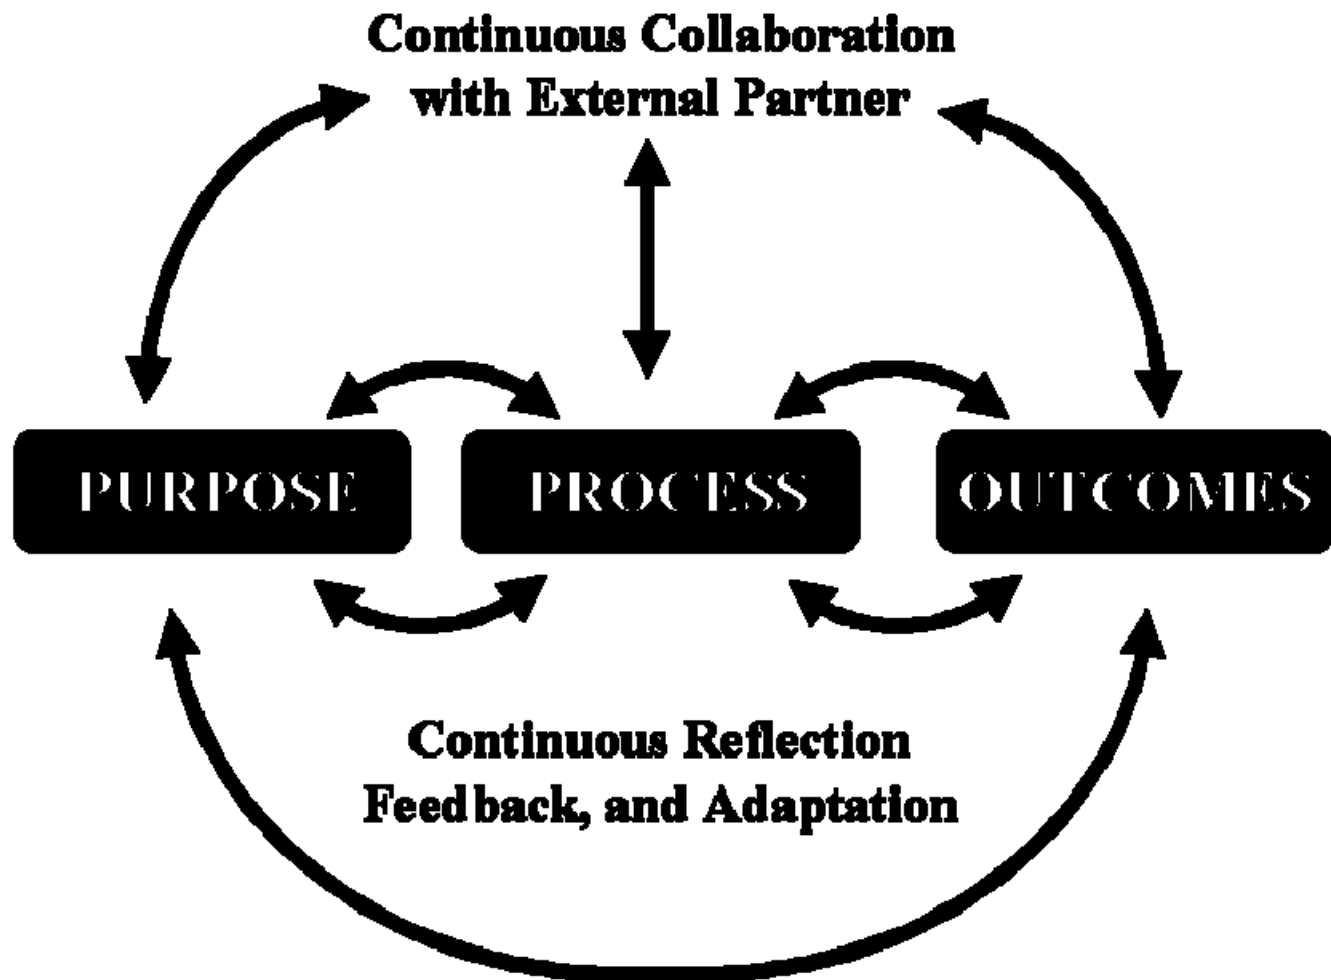 Continuous Collaboration
with External Partner
PURPOSE PROCESS OUTCOMES
Continuous Reflection
Feedback, and Adaptation